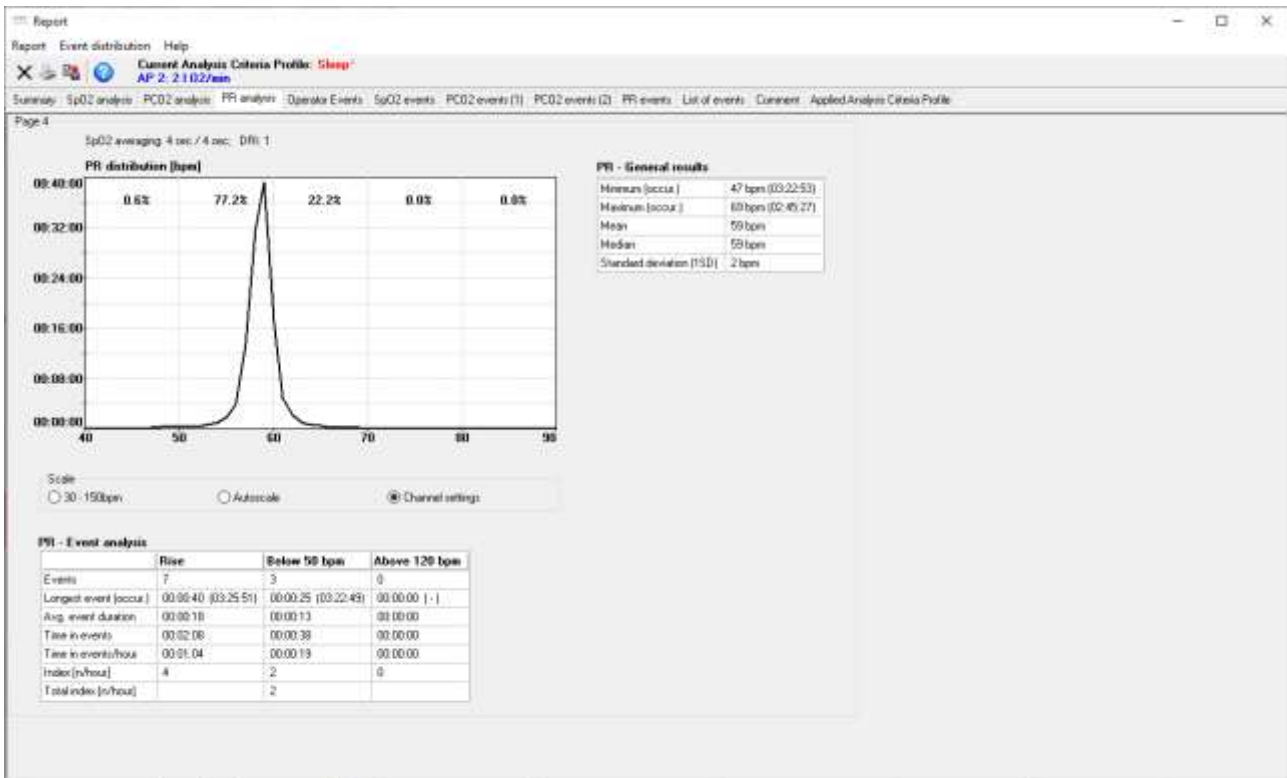 Report
Report Event distribution Help
Current Analysis Criteria Profile: Sleep*
AP 2: 2 l O2/min
Summary SpO2 analysis PCO2 analysis PR analysis Operator Events SpO2 events PCO2 events (1) PCO2 events (2) PR events List of events Comment Applied Analysis Criteria Profile
Page 4
SpO2 averaging: 4 sec / 4 sec; DRI: 1
PR distribution [bpm]
00:40:00
0.6% 77.2% 22.2% 0.0% 0.0%
00:32:00
00:24:00
00:16:00
00:08:00
00:00:00
40 50 60 70 80 90
PR - General results
Minimum (occur.) 47 bpm (03:22:53)
Maximum (occur.) 69 bpm (02:45:27)
Mean 59 bpm
Median 59 bpm
Standard deviation (1SD) 2 bpm
Scale
30 - 150bpm Autoscale Channel settings
PR - Event analysis
Rise Below 50 bpm Above 120 bpm
Events 7 3 0
Longest event (occur.) 00:00:40 (03:25:51) 00:00:25 (03:22:49) 00:00:00 ( - )
Avg. event duration 00:00:18 00:00:13 00:00:00
Time in events 00:02:08 00:00:38 00:00:00
Time in events/hour 00:01:04 00:00:19 00:00:00
Index (n/hour) 4 2 0
Total index (n/hour) 2